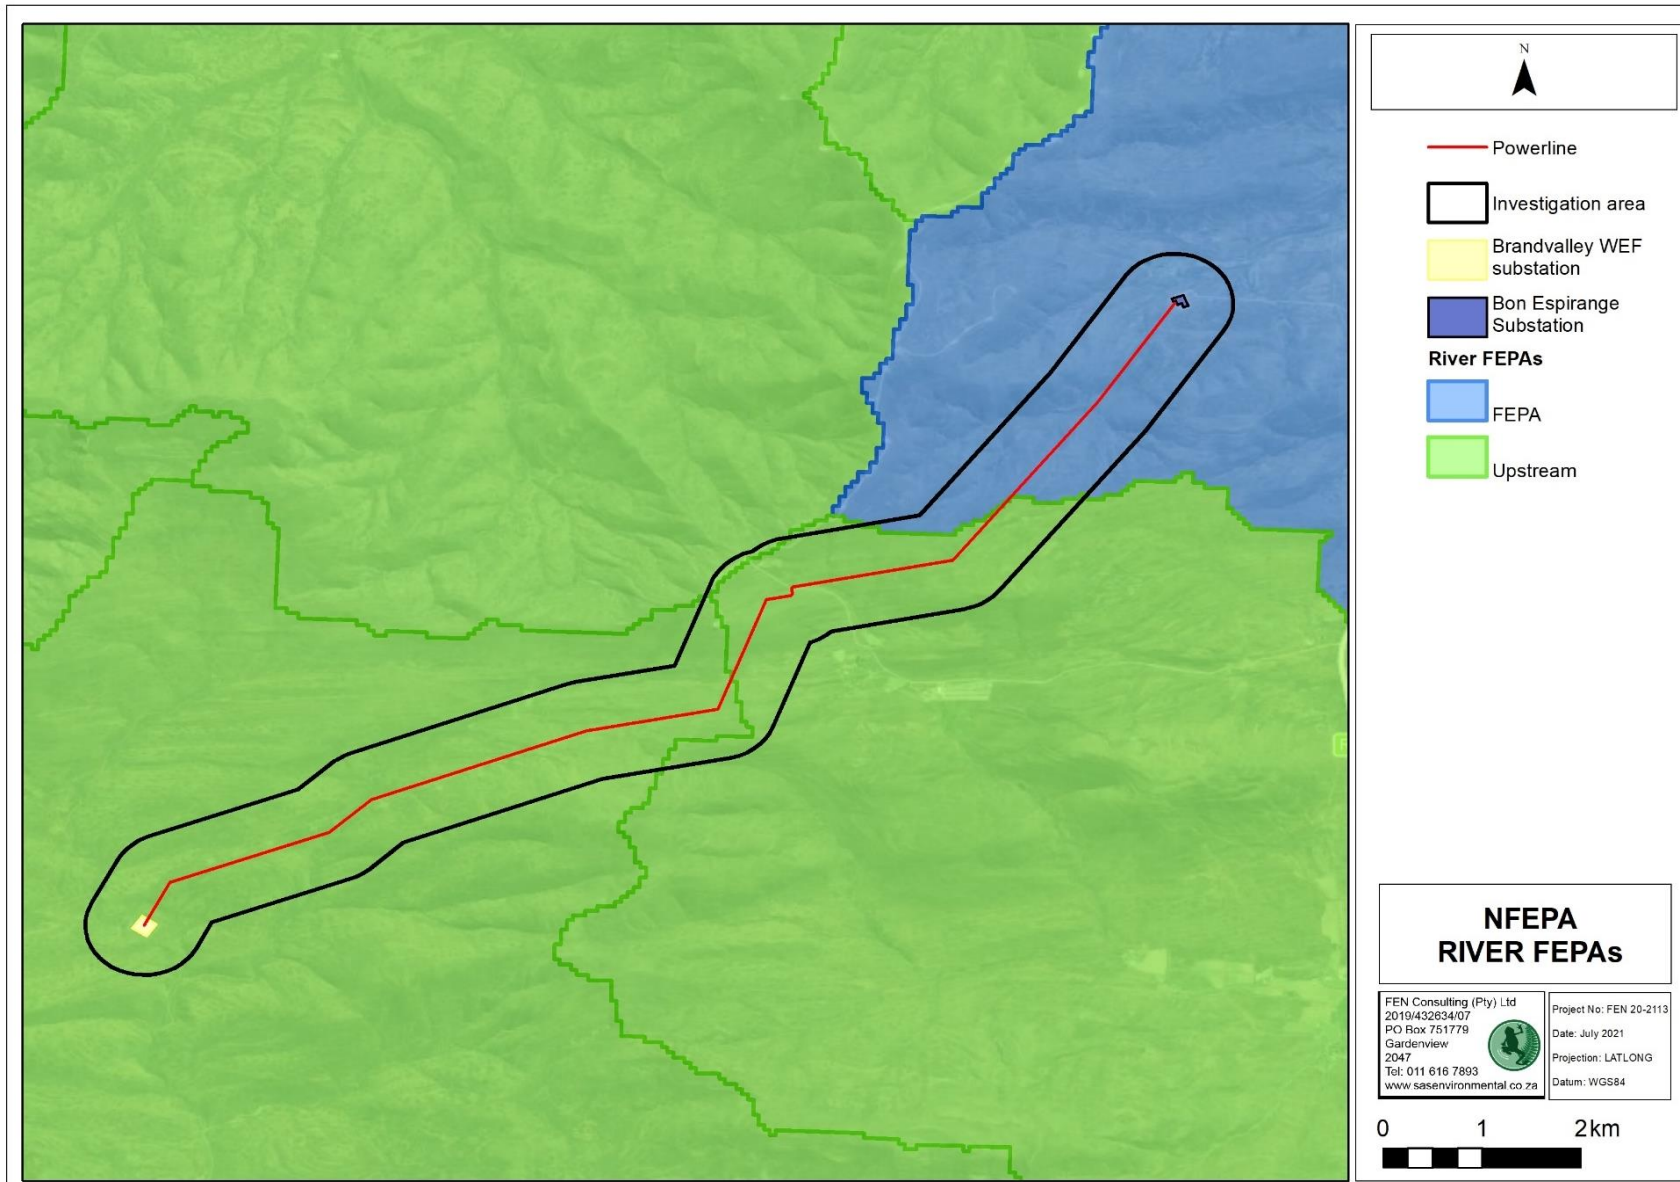 N
Powerline
Investigation area
Brandvalley WEF
substation
Bon Espirange
Substation
River FEPAs
FEPA
Upstream
NFEPA
RIVER FEPAs
FEN Consulting (Pty) Ltd
2019/432634/07
PO Box 751779
Gardenview
2047
Tel: 011 616 7893
www.sasenvironmental.co.za
Project No: FEN 20-2113
Date: July 2021
Projection: LATLONG
Datum: WGS84
0 1 2km